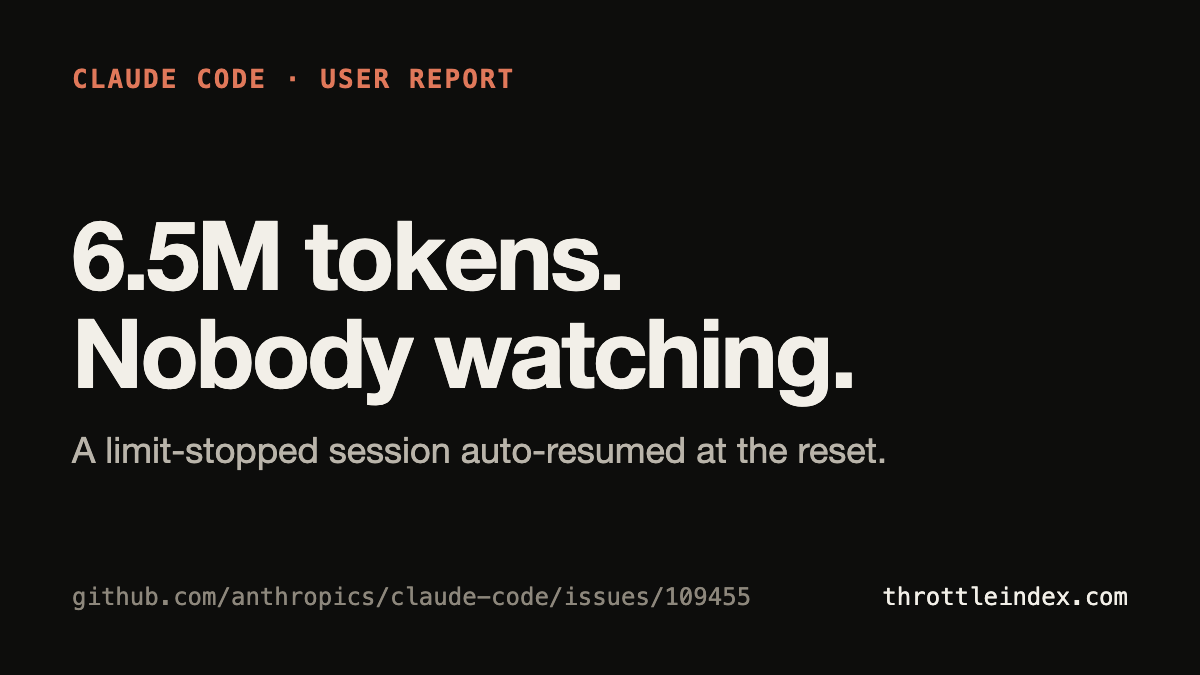 CLAUDE CODE · USER REPORT
6.5M tokens.
Nobody watching.
A limit-stopped session auto-resumed at the reset.
github.com/anthropics/claude-code/issues/109455
throttleindex.com